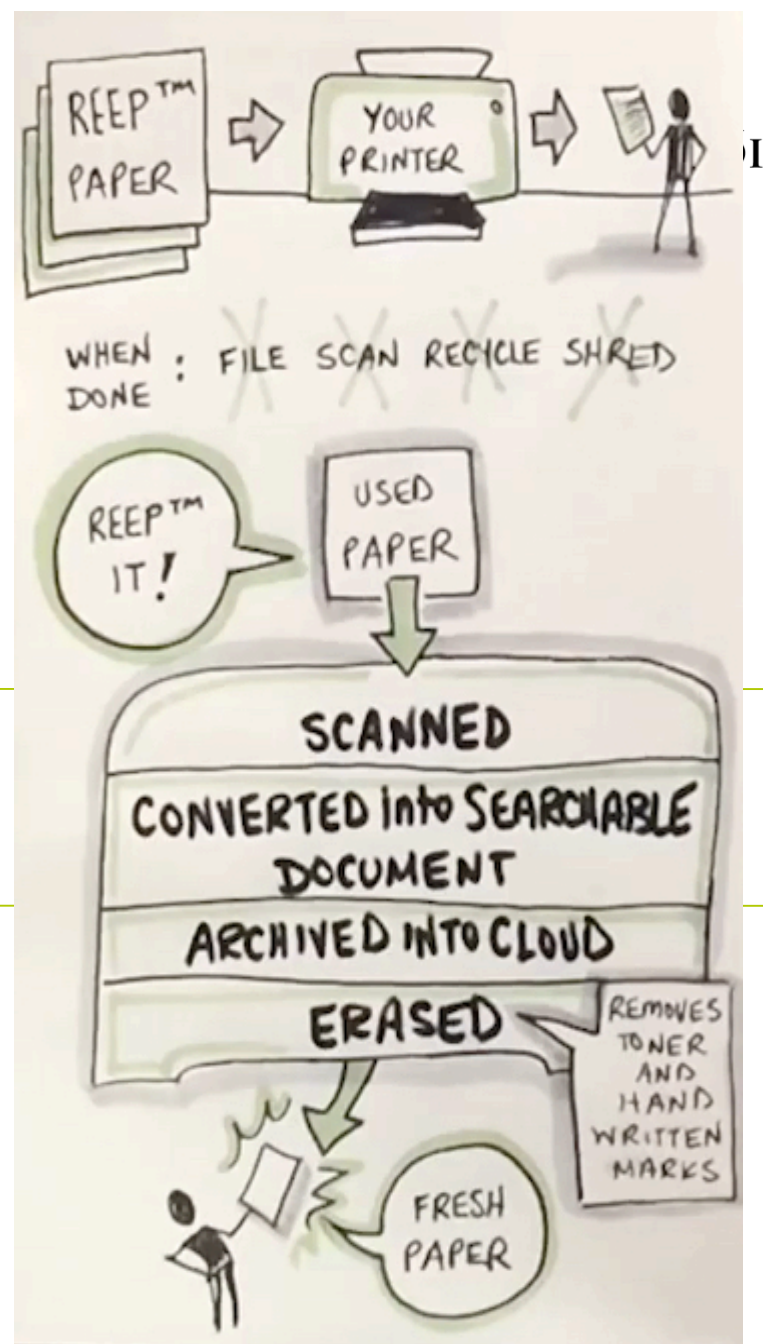 REEP™
PAPER
YOUR
PRINTER
WHEN
DONE
: FILE SCAN RECYCLE SHRED
REEP™
IT!
USED
PAPER
SCANNED
CONVERTED into SEARCHABLE
DOCUMENT
ARCHIVED INTO CLOUD
ERASED
REMOVES
TONER
AND
HAND
WRITTEN
MARKS
FRESH
PAPER